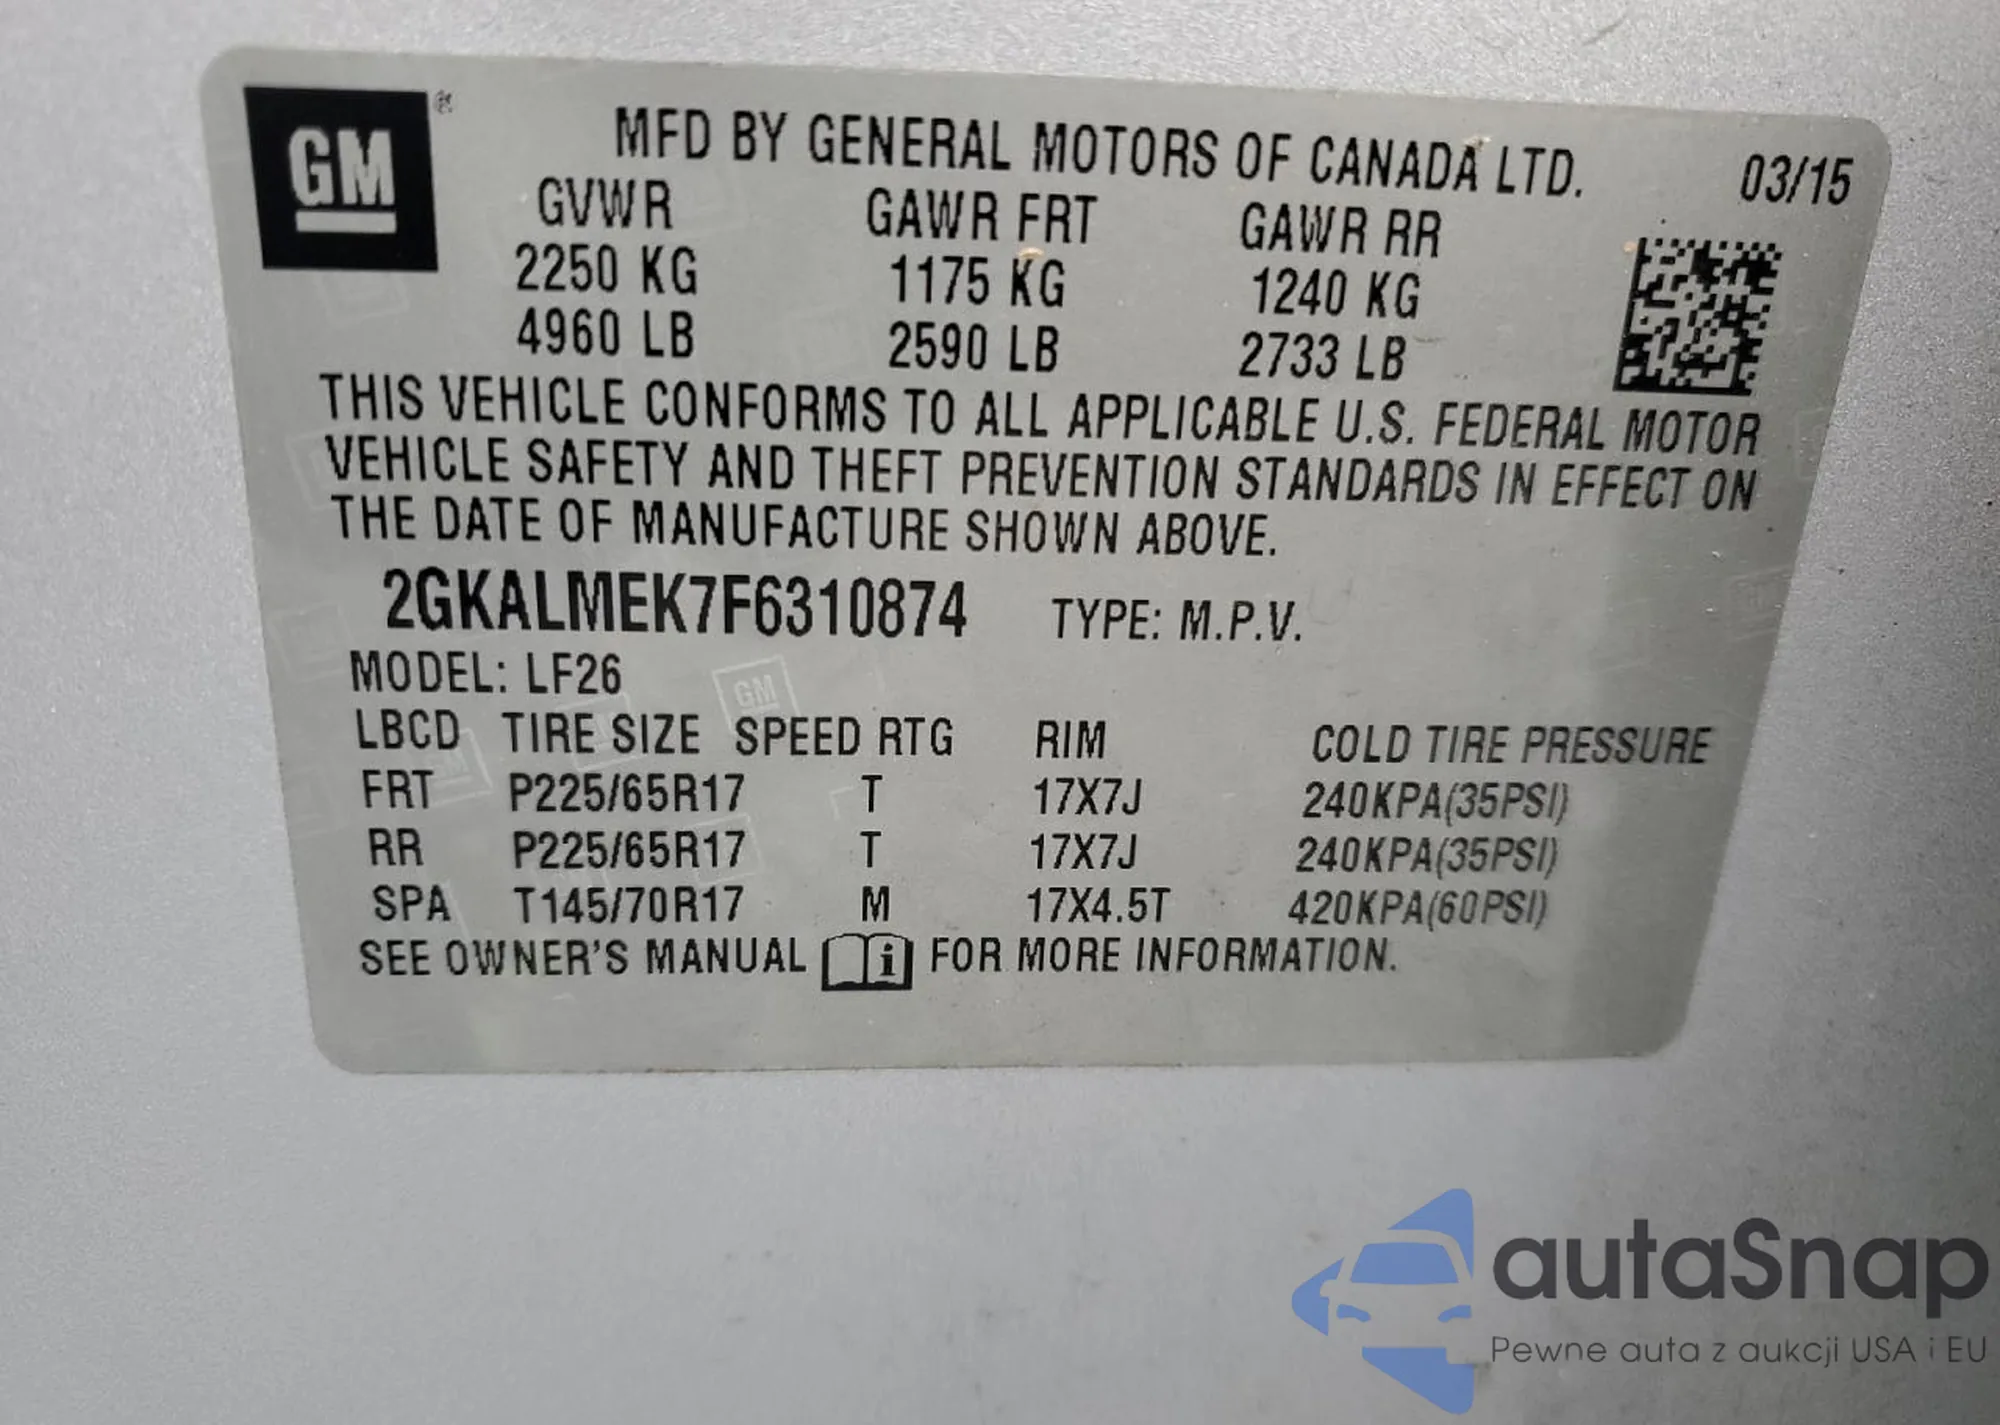 GM ®
MFD BY GENERAL MOTORS OF CANADA LTD. 03/15
GVWR GAWR FRT GAWR RR
2250 KG 1175 KG 1240 KG
4960 LB 2590 LB 2733 LB
THIS VEHICLE CONFORMS TO ALL APPLICABLE U.S. FEDERAL MOTOR
VEHICLE SAFETY AND THEFT PREVENTION STANDARDS IN EFFECT ON
THE DATE OF MANUFACTURE SHOWN ABOVE.
2GKALMEK7F6310874 TYPE: M.P.V.
MODEL: LF26
LBCD TIRE SIZE SPEED RTG RIM COLD TIRE PRESSURE
FRT P225/65R17 T 17X7J 240KPA(35PSI)
RR P225/65R17 T 17X7J 240KPA(35PSI)
SPA T145/70R17 M 17X4.5T 420KPA(60PSI)
SEE OWNER'S MANUAL i FOR MORE INFORMATION.
autaSnap
Pewne auta z aukcji USA i EU